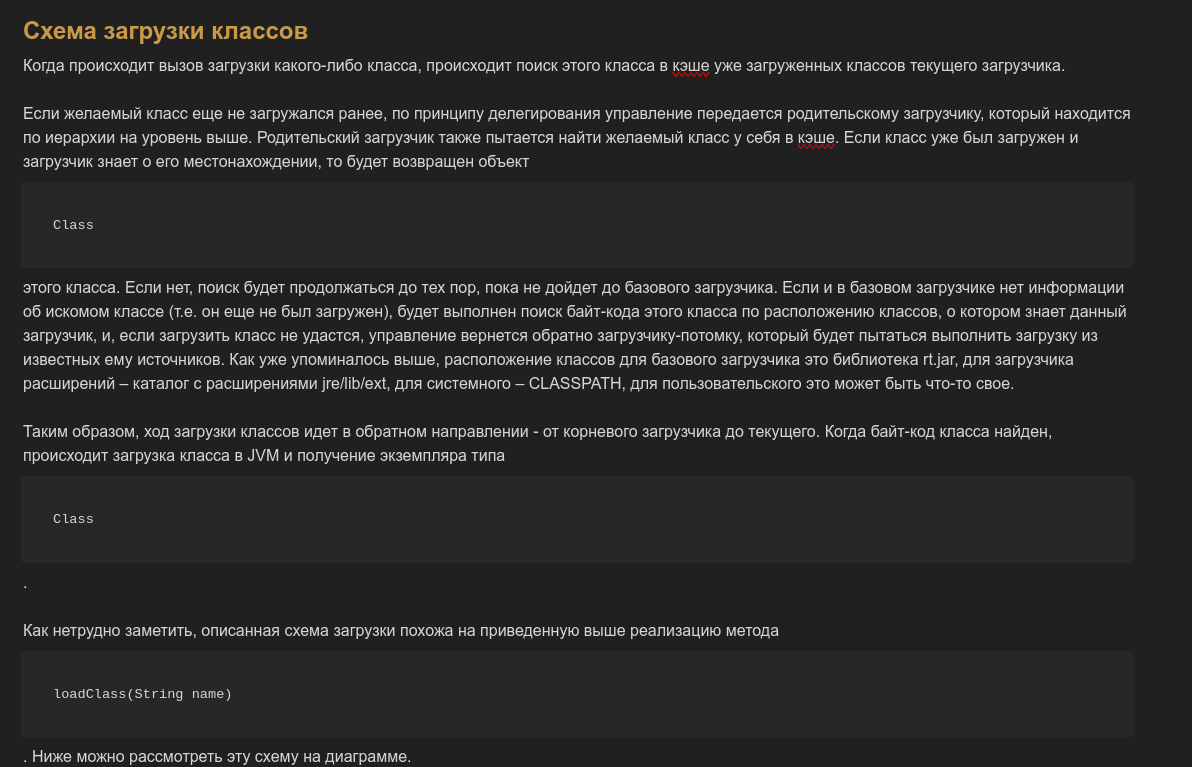 Схема загрузки классов
Когда происходит вызов загрузки какого-либо класса, происходит поиск этого класса в кэше уже загруженных классов текущего загрузчика.
Если желаемый класс еще не загружался ранее, по принципу делегирования управление передается родительскому загрузчику, который находится
по иерархии на уровень выше. Родительский загрузчик также пытается найти желаемый класс у себя в кэше. Если класс уже был загружен и
загрузчик знает о его местонахождении, то будет возвращен объект
Class
этого класса. Если нет, поиск будет продолжаться до тех пор, пока не дойдет до базового загрузчика. Если и в базовом загрузчике нет информации
об искомом классе (т.е. он еще не был загружен), будет выполнен поиск байт-кода этого класса по расположению классов, о котором знает данный
загрузчик, и, если загрузить класс не удастся, управление вернется обратно загрузчику-потомку, который будет пытаться выполнить загрузку из
известных ему источников. Как уже упоминалось выше, расположение классов для базового загрузчика это библиотека rt.jar, для загрузчика
расширений – каталог с расширениями jre/lib/ext, для системного – CLASSPATH, для пользовательского это может быть что-то свое.
Таким образом, ход загрузки классов идет в обратном направлении - от корневого загрузчика до текущего. Когда байт-код класса найден,
происходит загрузка класса в JVM и получение экземпляра типа
Class
.
Как нетрудно заметить, описанная схема загрузки похожа на приведенную выше реализацию метода
loadClass(String name)
. Ниже можно рассмотреть эту схему на диаграмме.